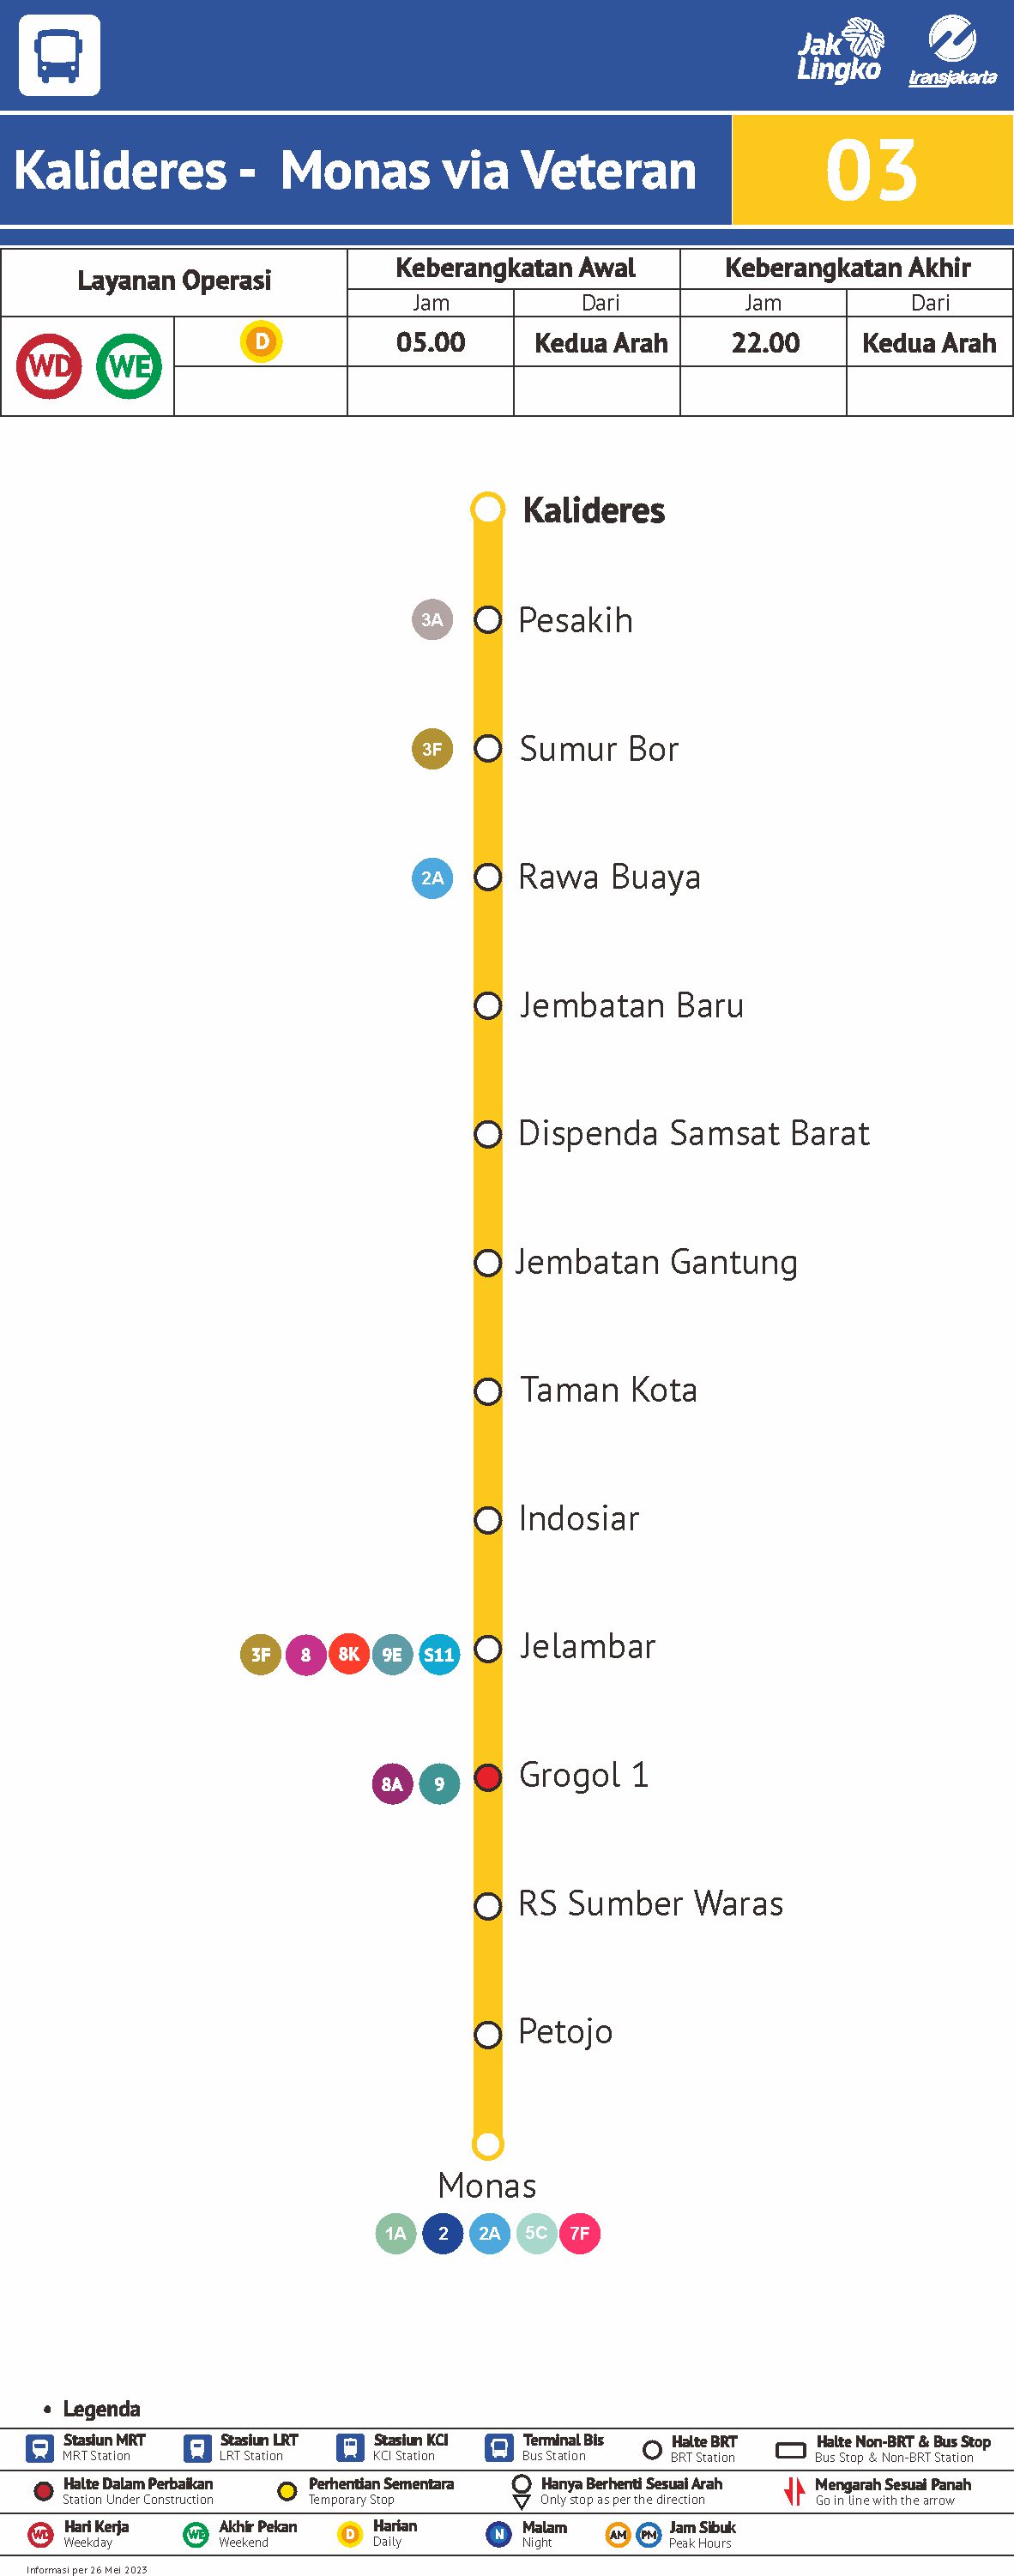 Jak
Lingko
transjakarta
Kalideres - Monas via Veteran
03
Layanan Operasi
Keberangkatan Awal
Keberangkatan Akhir
Jam
Dari
Jam
Dari
WD
WE
D
05.00
Kedua Arah
22.00
Kedua Arah
Kalideres
3A
Pesakih
3F
Sumur Bor
2A
Rawa Buaya
Jembatan Baru
Dispenda Samsat Barat
Jembatan Gantung
Taman Kota
Indosiar
3F 8 8K 9E S11
Jelambar
8A 9
Grogol 1
RS Sumber Waras
Petojo
Monas
1A 2 2A 5C 7F
• Legenda
Stasiun MRT
MRT Station
Stasiun LRT
LRT Station
Stasiun KCI
KCI Station
Terminal Bis
Bus Station
Halte BRT
BRT Station
Halte Non-BRT & Bus Stop
Bus Stop & Non-BRT Station
Halte Dalam Perbaikan
Station Under Construction
Perhentian Sementara
Temporary Stop
Hanya Berhenti Sesuai Arah
Only stop as per the direction
Mengarah Sesuai Panah
Go in line with the arrow
WD
Hari Kerja
Weekday
WE
Akhir Pekan
Weekend
D
Harian
Daily
N
Malam
Night
AM PM
Jam Sibuk
Peak Hours
Informasi per 26 Mei 2023